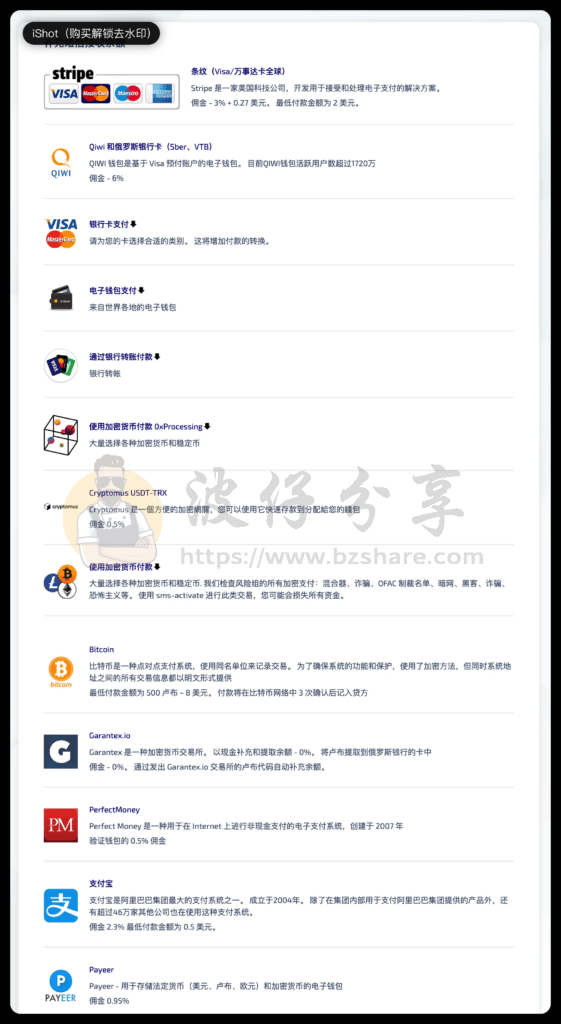 iShot（购买解锁去水印）
stripe
VISA MasterCard Maestro AMERICAN EXPRESS
条纹（Visa/万事达卡全球）
Stripe 是一家美国科技公司，开发用于接受和处理电子支付的解决方案。
佣金 - 3% + 0.27 美元。 最低付款金额为 2 美元。
QIWI
Qiwi 和俄罗斯银行卡（Sber、VTB）
QIWI 钱包是基于 Visa 预付账户的电子钱包。 目前QIWI钱包活跃用户数超过1720万
佣金 - 6%
VISA
MasterCard
银行卡支付⬇
请为您的卡选择合适的类别。 这将增加付款的转换。
电子钱包支付⬇
来自世界各地的电子钱包
通过银行转账付款⬇
银行转帐
使用加密货币付款 0xProcessing⬇
大量选择各种加密货币和稳定币
cryptomus
Cryptomus USDT-TRX
Cryptomus 是一個方便的加密網關，您可以使用它快速存款到分配給您的錢包
佣金 0.5%
波仔分享
https://www.bzshare.com
使用加密货币付款⬇
大量选择各种加密货币和稳定币. 我们检查风险组的所有加密支付：混合器、诈骗、OFAC 制裁名单、暗网、黑客、诈骗、
恐怖主义等。 使用 sms-activate 进行此类交易，您可能会损失所有资金。
bitcoin
Bitcoin
比特币是一种点对点支付系统，使用同名单位来记录交易。 为了确保系统的功能和保护，使用了加密方法，但同时系统地
址之间的所有交易信息都以明文形式提供
最低付款金额为 500 卢布 ~ 8 美元。 付款将在比特币网络中 3 次确认后记入贷方
G
Garantex.io
Garantex 是一种加密货币交易所。 以现金补充和提取余额 - 0%。 将卢布提取到俄罗斯银行的卡中
佣金 - 0%。 通过发出 Garantex.io 交易所的卢布代码自动补充余额。
PM
PerfectMoney
Perfect Money 是一种用于在 Internet 上进行非现金支付的电子支付系统，创建于 2007 年
验证钱包的 0.5% 佣金
支
支付宝
支付宝是阿里巴巴集团最大的支付系统之一。 成立于2004年。 除了在集团内部用于支付阿里巴巴集团提供的产品外，还
有超过46万家其他公司也在使用这种支付系统。
佣金 2.3% 最低付款金额为 0.5 美元。
P
PAYEER
Payeer
Payeer - 用于存储法定货币（美元、卢布、欧元）和加密货币的电子钱包
佣金 0.95%